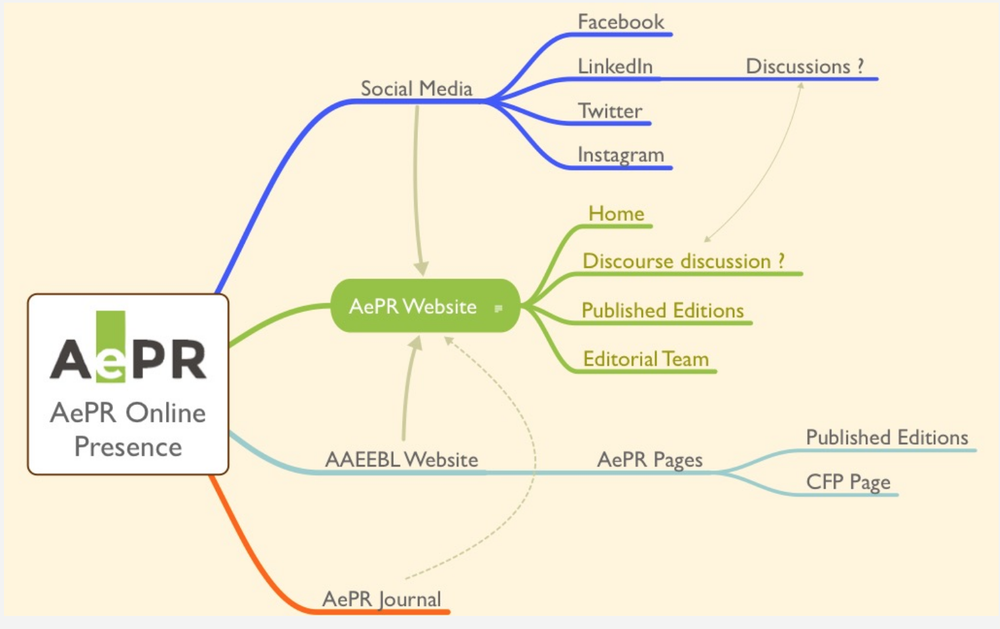 Facebook
LinkedIn
Discussions ?
Social Media
Twitter
Instagram
Home
Discourse discussion ?
AePR Website
Published Editions
Editorial Team
AePR
AePR Online
Presence
AAEEBL Website
AePR Pages
Published Editions
CFP Page
AePR Journal